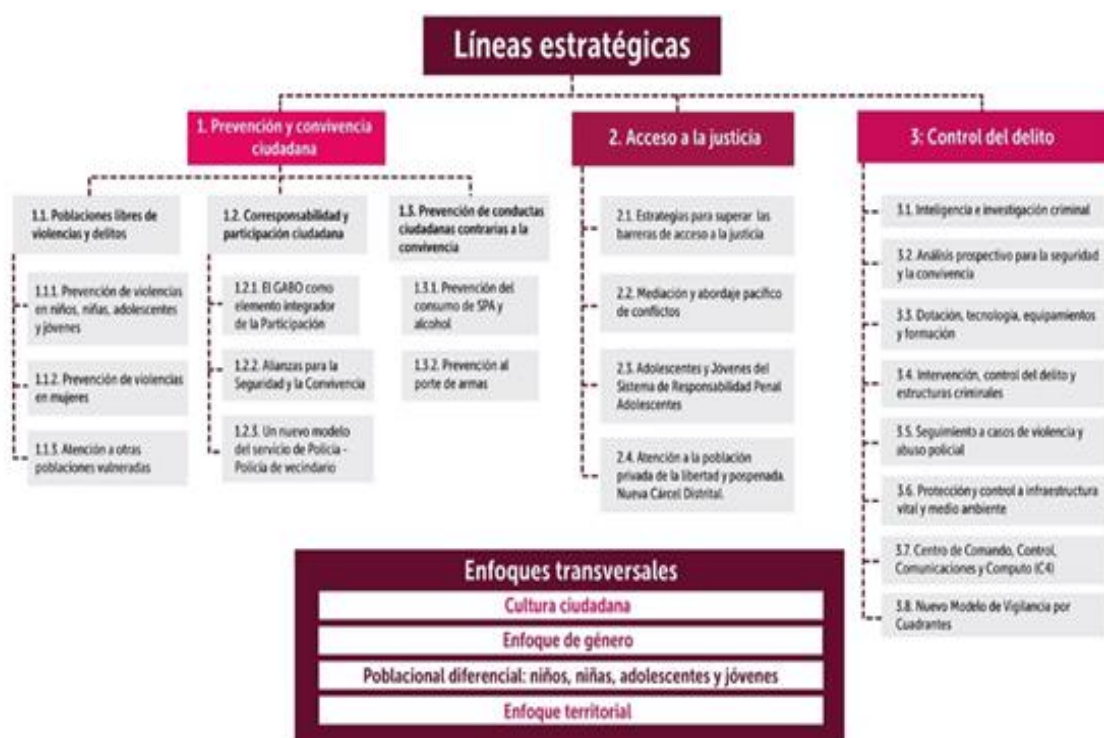 Líneas estratégicas
1. Prevención y convivencia
ciudadana
1.1. Poblaciones libres de
violencias y delitos
1.1.1. Prevención de violencias
en niños, niñas, adolescentes
y jóvenes
1.1.2. Prevención de violencias
en mujeres
1.1.3. Atención a otras
poblaciones vulneradas
1.2. Corresponsabilidad y
participación ciudadana
1.2.1. El GABO como
elemento integrador
de la Participación
1.2.2. Alianzas para la
Seguridad y la Convivencia
1.2.3. Un nuevo modelo
del servicio de Policía -
Policía de vecindario
1.3. Prevención de conductas
ciudadanas contrarias a la
convivencia
1.3.1. Prevención del
consumo de SPA y
alcohol
1.3.2. Prevención al
porte de armas
2. Acceso a la justicia
2.1. Estrategias para superar las
barreras de acceso a la justicia
2.2. Mediación y abordaje pacífico
de conflictos
2.3. Adolescentes y Jóvenes del
Sistema de Responsabilidad Penal
Adolescentes
2.4. Atención a la población
privada de la libertad y pospenada.
Nueva Cárcel Distrital.
3: Control del delito
3.1. Inteligencia e investigación criminal
3.2. Análisis prospectivo para la seguridad
y la convivencia
3.3. Dotación, tecnología, equipamientos
y formación
3.4. Intervención, control del delito y
estructuras criminales
3.5. Seguimiento a casos de violencia y
abuso policial
3.6. Protección y control a infraestructura
vital y medio ambiente
3.7. Centro de Comando, Control,
Comunicaciones y Computo (C4)
3.8. Nuevo Modelo de Vigilancia por
Cuadrantes
Enfoques transversales
Cultura ciudadana
Enfoque de género
Poblacional diferencial: niños, niñas, adolescentes y jóvenes
Enfoque territorial